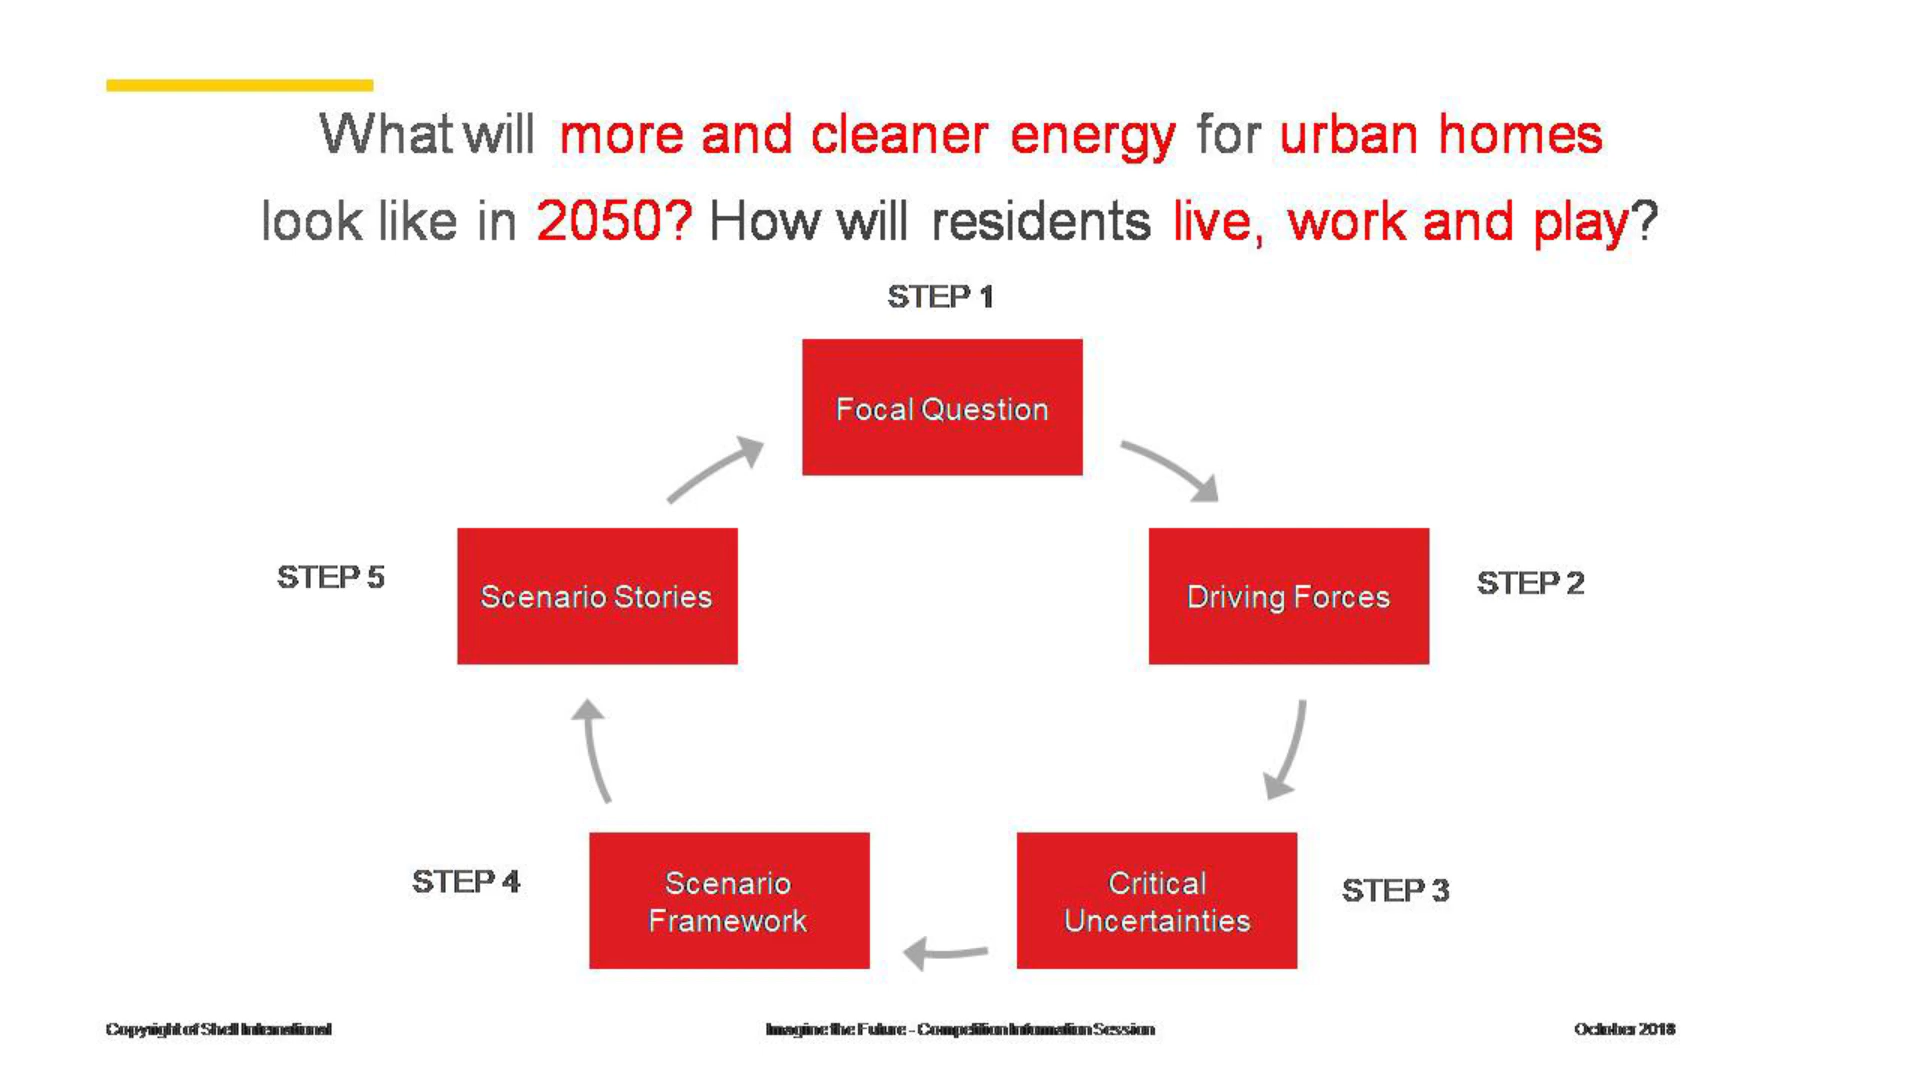 What will more and cleaner energy for urban homes
look like in 2050? How will residents live, work and play?
STEP 1
Focal Question
STEP 5
Scenario Stories
Driving Forces
STEP 2
STEP 4
Scenario
Framework
Critical
Uncertainties
STEP 3
Copyright of Shell International
Imagine the Future - Competition Information Session
October 2018